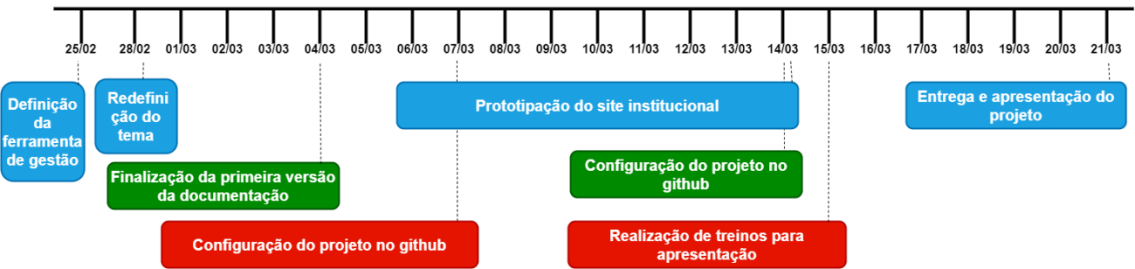 25/02 28/02 01/03 02/03 03/03 04/03 05/03 06/03 07/03 08/03 09/03 10/03 11/03 12/03 13/03 14/03 15/03 16/03 17/03 18/03 19/03 20/03 21/03
Definição
da
ferramenta
de gestão
Redefini
ção do
tema
Prototipação do site institucional
Entrega e apresentação do
projeto
Finalização da primeira versão
da documentação
Configuração do projeto no
github
Configuração do projeto no github
Realização de treinos para
apresentação